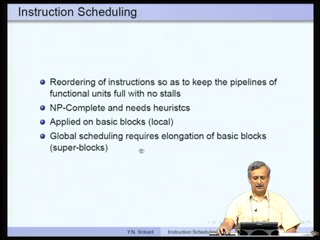 Instruction Scheduling
Reordering of instructions so as to keep the pipelines of
functional units full with no stalls
NP-Complete and needs heuristcs
Applied on basic blocks (local)
Global scheduling requires elongation of basic blocks
(super-blocks)
Y.N. Srikant
Instruction Scheduling